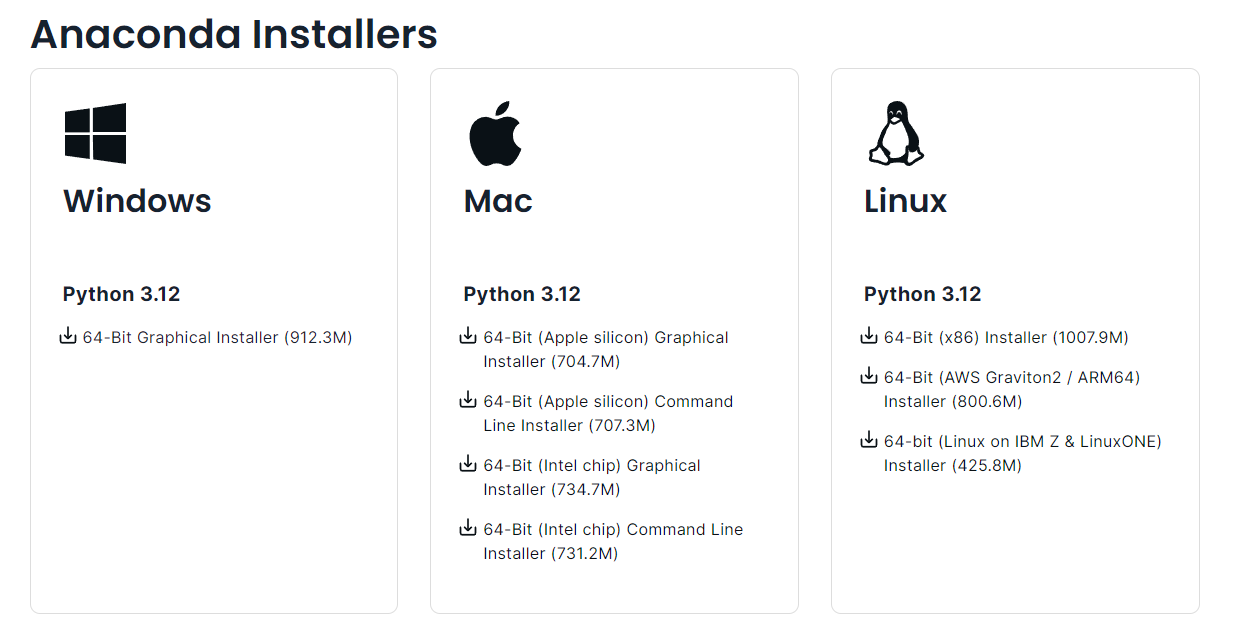 Anaconda Installers
Windows
Python 3.12
64-Bit Graphical Installer (912.3M)
Mac
Python 3.12
64-Bit (Apple silicon) Graphical
Installer (704.7M)
64-Bit (Apple silicon) Command
Line Installer (707.3M)
64-Bit (Intel chip) Graphical
Installer (734.7M)
64-Bit (Intel chip) Command Line
Installer (731.2M)
Linux
Python 3.12
64-Bit (x86) Installer (1007.9M)
64-Bit (AWS Graviton2 / ARM64)
Installer (800.6M)
64-bit (Linux on IBM Z & LinuxONE)
Installer (425.8M)